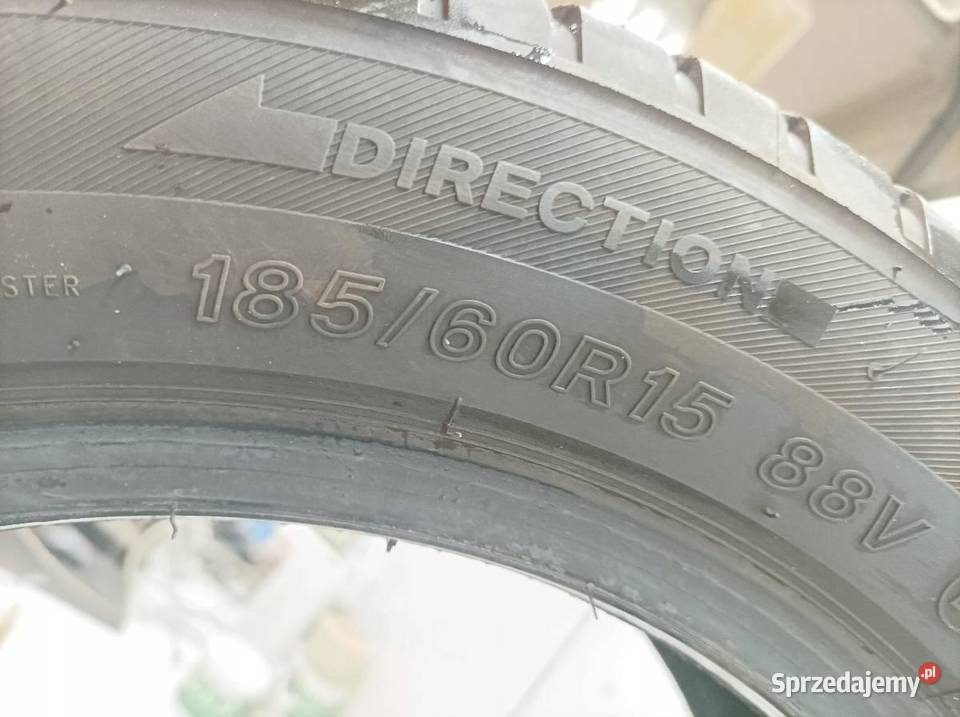 DIRECTION
STER 185/60R15 88V
Sprzedajemy.pl